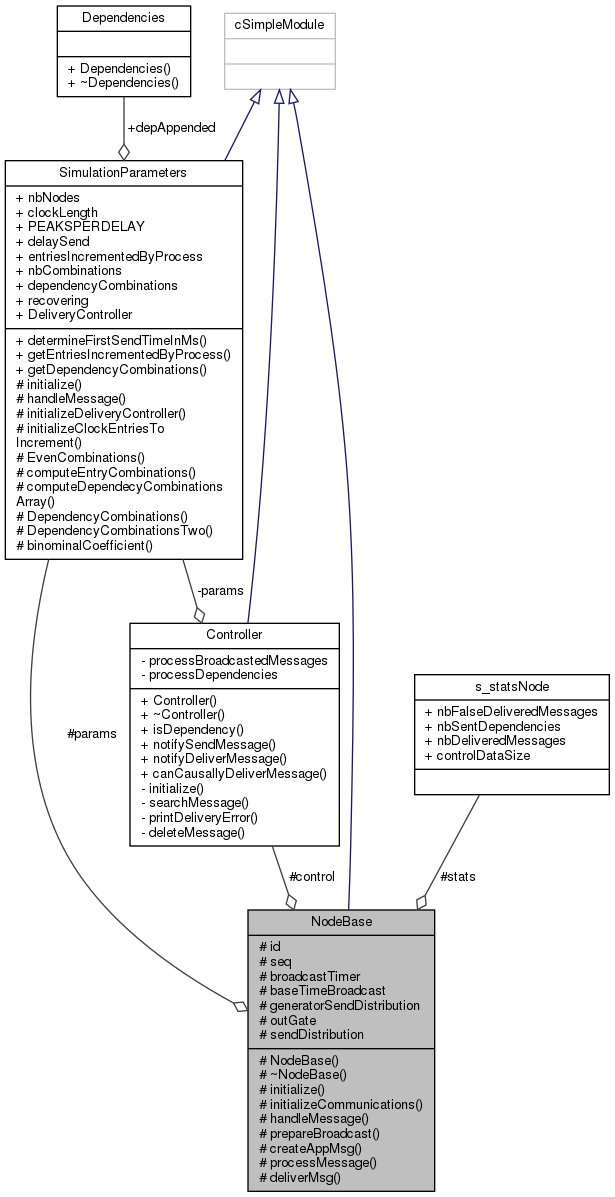 Dependencies
+ Dependencies()
+ ~Dependencies()
cSimpleModule
+depAppended
SimulationParameters
+ nbNodes
+ clockLength
+ PEAKSPERDELAY
+ delaySend
+ entriesIncrementedByProcess
+ nbCombinations
+ dependencyCombinations
+ recovering
+ DeliveryController
+ determineFirstSendTimeInMs()
+ getEntriesIncrementedByProcess()
+ getDependencyCombinations()
# initialize()
# handleMessage()
# initializeDeliveryController()
# initializeClockEntriesTo
Increment()
# EvenCombinations()
# computeEntryCombinations()
# computeDependecyCombinations
Array()
# DependencyCombinations()
# DependencyCombinationsTwo()
# binominalCoefficient()
-params
Controller
- processBroadcastedMessages
- processDependencies
+ Controller()
+ ~Controller()
+ isDependency()
+ notifySendMessage()
+ notifyDeliverMessage()
+ canCausallyDeliverMessage()
- initialize()
- searchMessage()
- printDeliveryError()
- deleteMessage()
s_statsNode
+ nbFalseDeliveredMessages
+ nbSentDependencies
+ nbDeliveredMessages
+ controlDataSize
#params
#control
#stats
NodeBase
# id
# seq
# broadcastTimer
# baseTimeBroadcast
# generatorSendDistribution
# outGate
# sendDistribution
# NodeBase()
# ~NodeBase()
# initialize()
# initializeCommunications()
# handleMessage()
# prepareBroadcast()
# createAppMsg()
# processMessage()
# deliverMsg()